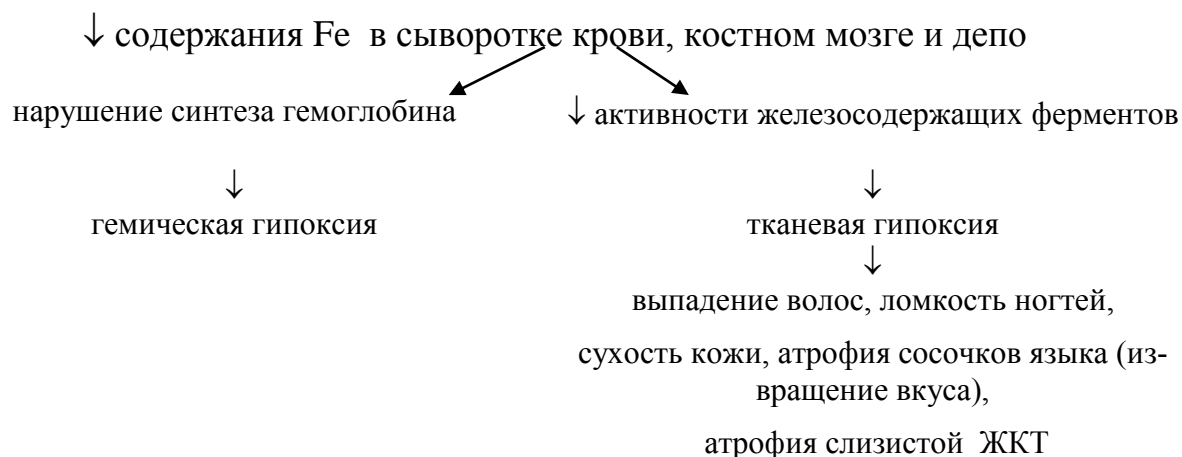 ↓ содержания Fe в сыворотке крови, костном мозге и депо
нарушение синтеза гемоглобина
↓ активности железосодержащих ферментов
↓
↓
гемическая гипоксия
тканевая гипоксия
↓
выпадение волос, ломкость ногтей,
сухость кожи, атрофия сосочков языка (из-
вращение вкуса),
атрофия слизистой ЖКТ